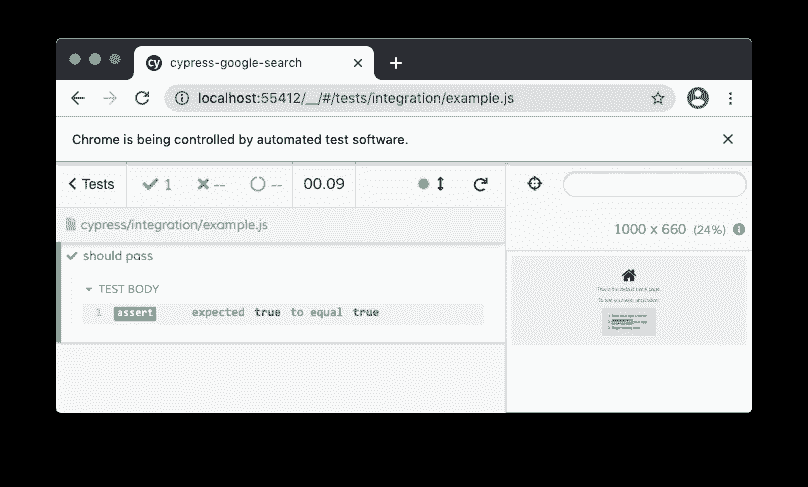 cy cypress-google-search
localhost:55412/__/#/tests/integration/example.js
Chrome is being controlled by automated test software.
Tests 1 -- -- 00.09
cypress/integration/example.js
1000 x 660 (24%)
should pass
TEST BODY
1 assert expected true to equal true